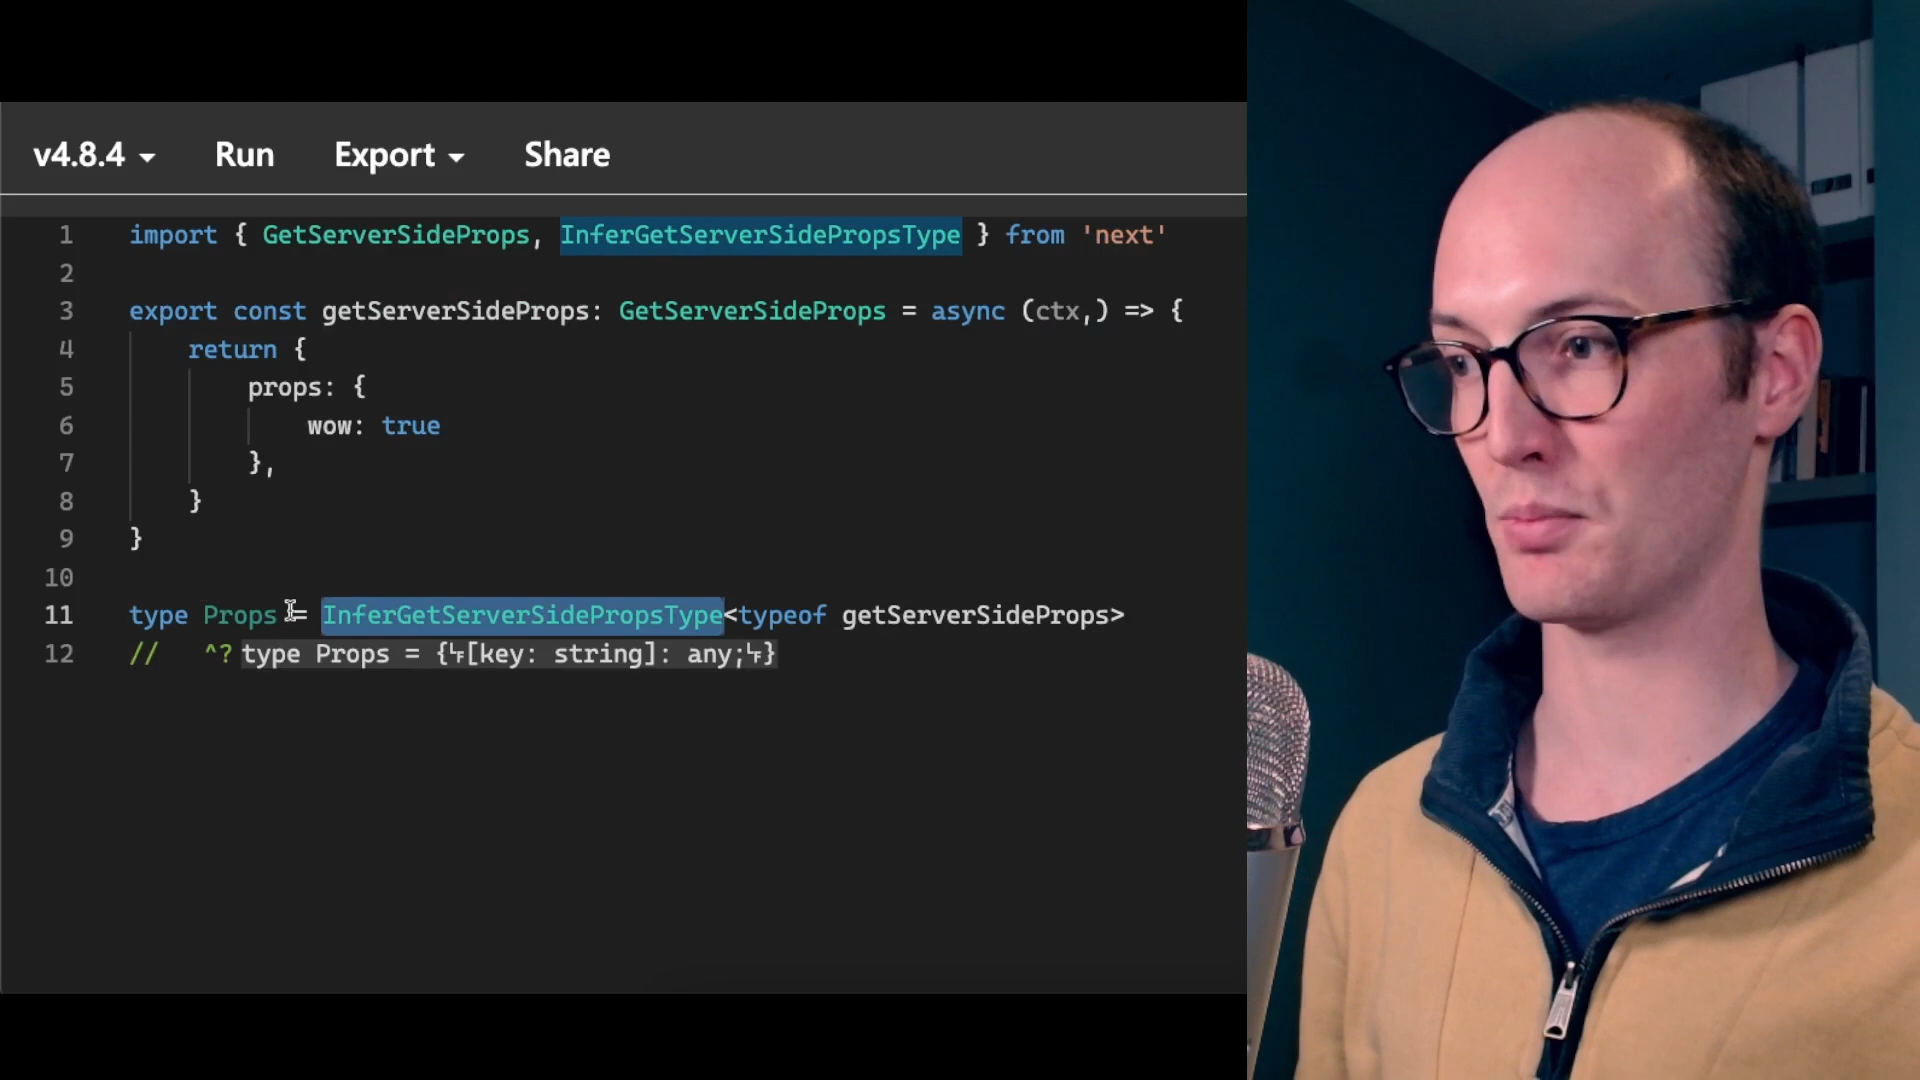 v4.8.4 Run Export Share
1 import { GetServerSideProps, InferGetServerSidePropsType } from 'next'
2
3 export const getServerSideProps: GetServerSideProps = async (ctx,) => {
4 return {
5 props: {
6 wow: true
7 },
8 }
9 }
10
11 type Props = InferGetServerSidePropsType<typeof getServerSideProps>
12 // ^? type Props = {↵[key: string]: any;↵}